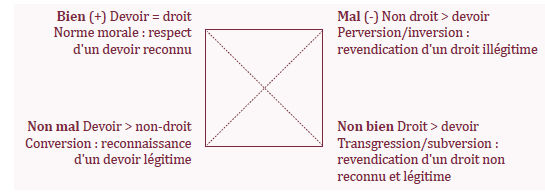 Bien (+) Devoir = droit
Norme morale : respect
d'un devoir reconnu
Mal (-) Non droit > devoir
Perversion/inversion :
revendication d'un droit illégitime
Non mal Devoir > non-droit
Conversion : reconnaissance
d'un devoir légitime
Non bien Droit > devoir
Transgression/subversion :
revendication d'un droit non
reconnu et légitime